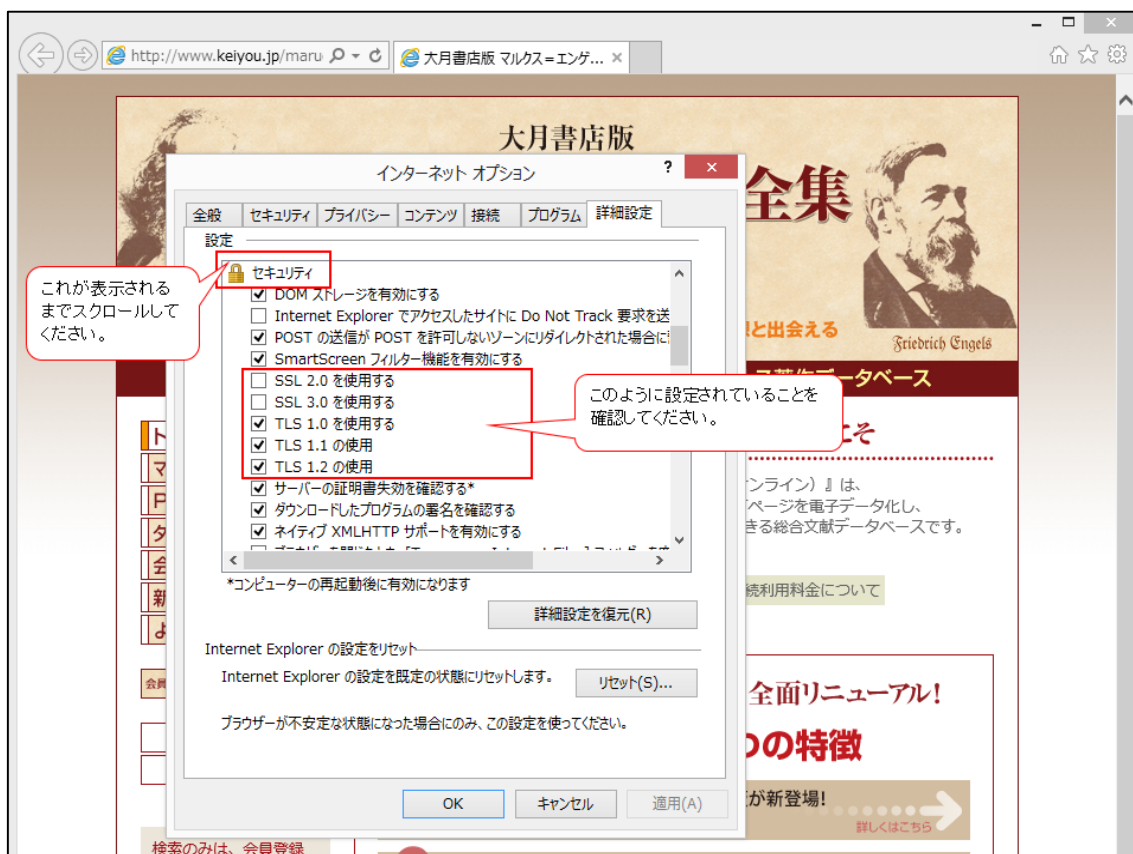 http://www.keiyou.jp/maru
大月書店版 マルクス＝エンゲ...
大月書店版
全集
インターネット オプション
全般 セキュリティ プライバシー コンテンツ 接続 プログラム 詳細設定
設定
セキュリティ
これが表示される
までスクロールして
ください。
DOM ストレージを有効にする
Internet Explorer でアクセスしたサイトに Do Not Track 要求を送
POST の送信が POST を許可しないゾーンにリダイレクトされた場合に
SmartScreen フィルター機能を有効にする
SSL 2.0 を使用する
SSL 3.0 を使用する
TLS 1.0 を使用する
TLS 1.1 の使用
TLS 1.2 の使用
このように設定されていることを
確認してください。
サーバーの証明書失効を確認する*
ダウンロードしたプログラムの署名を確認する
ネイティブ XMLHTTP サポートを有効にする
*コンピューターの再起動後に有効になります
詳細設定を復元(R)
Internet Explorer の設定をリセット
Internet Explorer の設定を既定の状態にリセットします。
リセット(S)...
ブラウザーが不安定な状態になった場合にのみ、この設定を使ってください。
OK キャンセル 適用(A)
と出会える
Friedrich Engels
データベース
こそ
ンライン）』は、
ページを電子データ化し、
きる総合文献データベースです。
続利用料金について
全面リニューアル!
つの特徴
が新登場!
詳しくはこちら
会員
検索のみは、会員登録